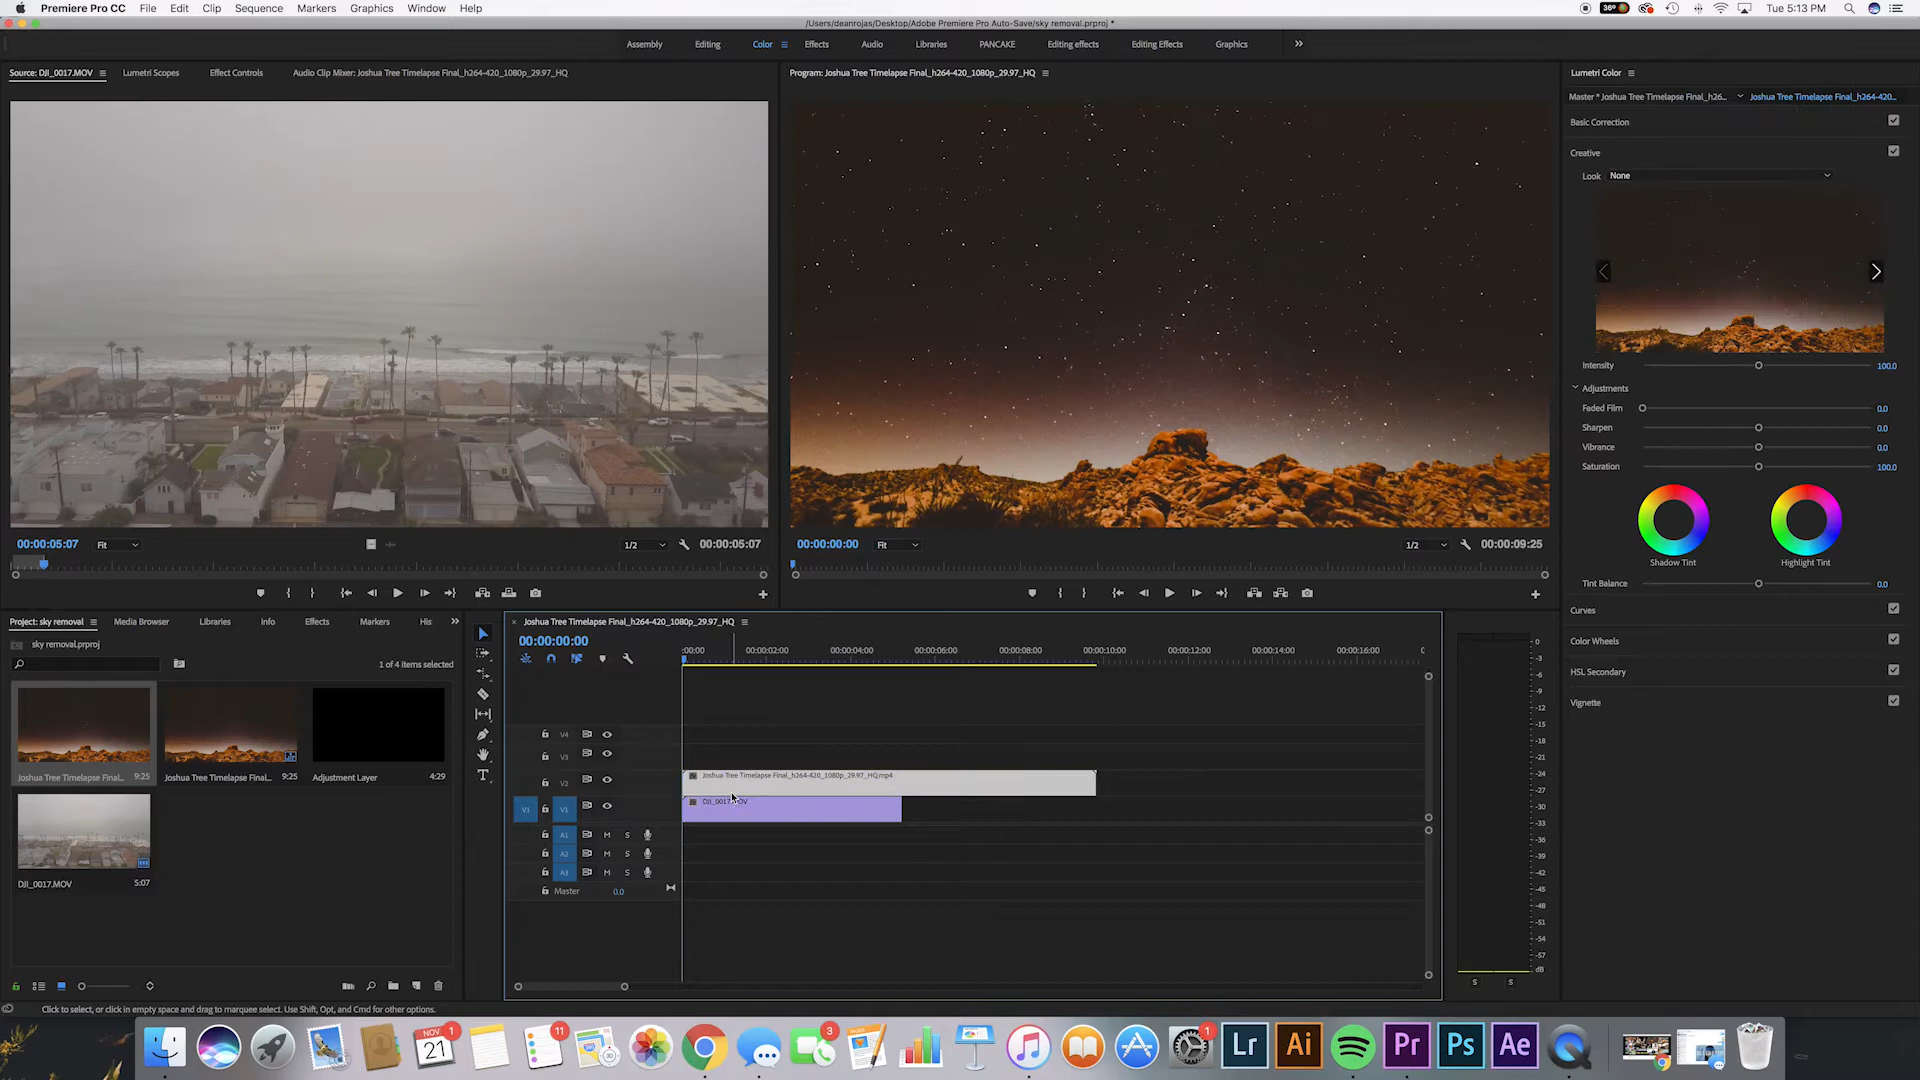 Premiere Pro CC File Edit Clip Sequence Markers Graphics Window Help
36° Tue 5:13 PM
/Users/deanrojas/Desktop/Adobe Premiere Pro Auto-Save/sky removal.prproj *
Assembly Editing Color Effects Audio Libraries PANCAKE Editing effects Editing Effects Graphics
Source: DJI_0017.MOV Lumetri Scopes Effect Controls Audio Clip Mixer: Joshua Tree Timelapse Final_h264-420_1080p_29.97_HQ
Program: Joshua Tree Timelapse Final_h264-420_1080p_29.97_HQ
Lumetri Color
Master * Joshua Tree Timelapse Final_h26... Joshua Tree Timelapse Final_h264-420...
Basic Correction
Creative
Look None
Intensity 100.0
Adjustments
Faded Film 0.0
Sharpen 0.0
Vibrance 0.0
Saturation 100.0
Shadow Tint Highlight Tint
Tint Balance 0.0
Curves
Color Wheels
HSL Secondary
Vignette
00:00:05:07 Fit 1/2 00:00:05:07
00:00:00:00 Fit 1/2 00:00:09:25
Project: sky removal Media Browser Libraries Info Effects Markers His
sky removal.prproj
1 of 4 items selected
Joshua Tree Timelapse Final... 9:25
Joshua Tree Timelapse Final... 9:25
Adjustment Layer 4:29
DJI_0017.MOV 5:07
Joshua Tree Timelapse Final_h264-420_1080p_29.97_HQ
00:00:00:00
:00:00 00:00:02:00 00:00:04:00 00:00:06:00 00:00:08:00 00:00:10:00 00:00:12:00 00:00:14:00 00:00:16:00
V4
V3
V2 Joshua Tree Timelapse Final_h264-420_1080p_29.97_HQ.mp4
V1 V1
A1 M S
A2 M S
A3 M S
Master 0.0
0
-3
-6
-9
-12
-15
-18
-21
-24
-27
-30
-33
-36
-39
-42
-45
-48
-51
-54
-57
dB
S S
Click to select, or click in empty space and drag to marquee select. Use Shift, Opt, and Cmd for other options.
NOV 21 1 11 3 1 Lr Ai Pr Ps Ae